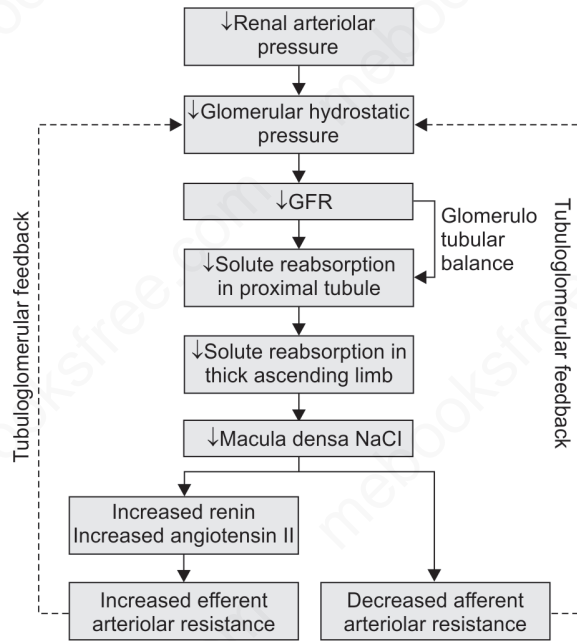 ↓Renal arteriolar
pressure
↓Glomerular hydrostatic
pressure
↓GFR
Glomerulo
tubular
balance
↓Solute reabsorption
in proximal tubule
↓Solute reabsorption in
thick ascending limb
↓Macula densa NaCl
Increased renin
Increased angiotensin II
Increased efferent
arteriolar resistance
Decreased afferent
arteriolar resistance
Tubuloglomerular feedback
Tubuloglomerular feedback
mebooksfree.com